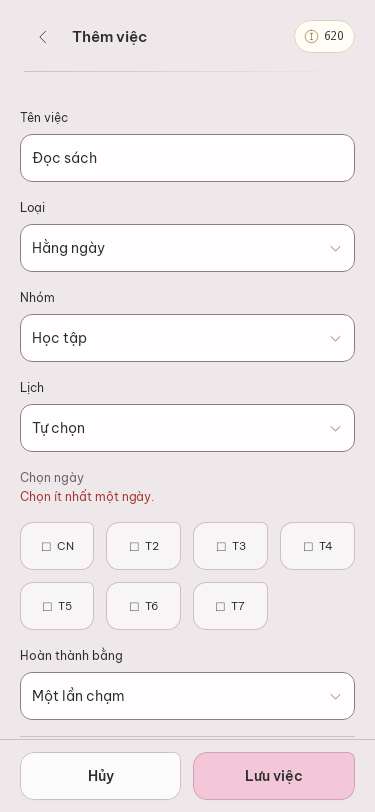 Thêm việc
620
Tên việc
Đọc sách
Loại
Hằng ngày
Nhóm
Học tập
Lịch
Tự chọn
Chọn ngày
Chọn ít nhất một ngày.
CN T2 T3 T4
T5 T6 T7
Hoàn thành bằng
Một lần chạm
Hủy Lưu việc